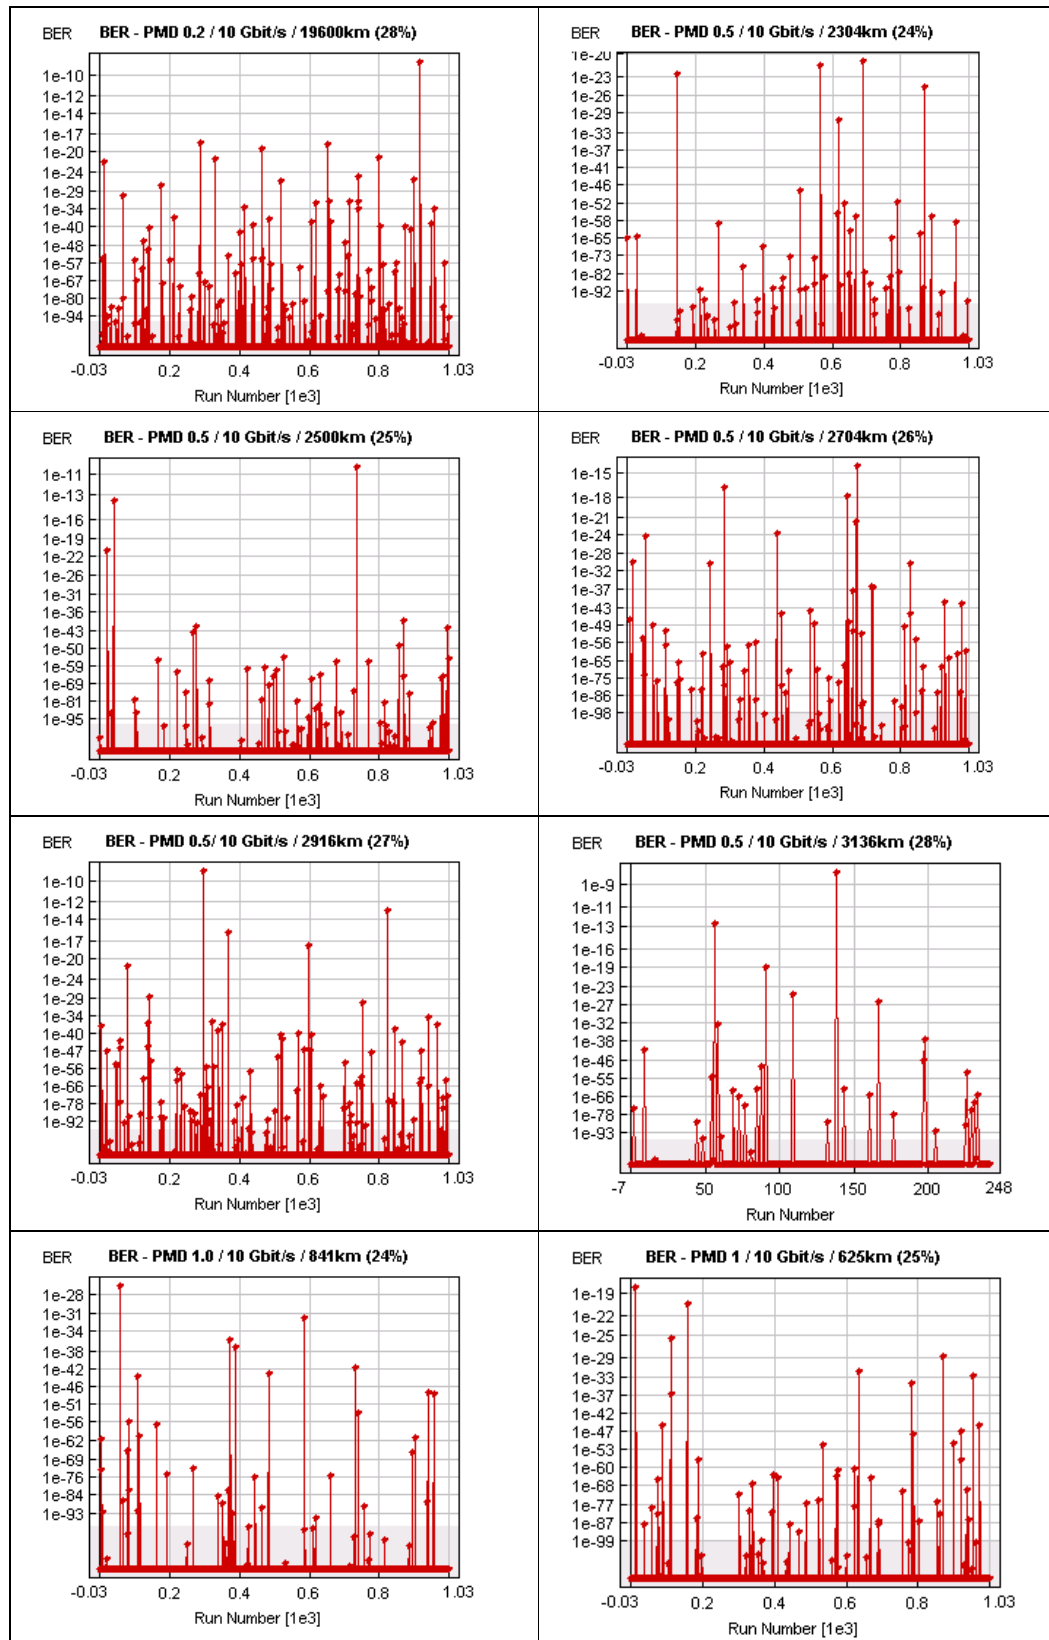 BER BER - PMD 0.2 / 10 Gbit/s / 19600km (28%)
1e-10
1e-12
1e-14
1e-17
1e-20
1e-24
1e-29
1e-34
1e-40
1e-48
1e-57
1e-67
1e-80
1e-94
-0.03 0.2 0.4 0.6 0.8 1.03
Run Number [1e3]
BER BER - PMD 0.5 / 10 Gbit/s / 2304km (24%)
1e-20
1e-23
1e-26
1e-29
1e-33
1e-37
1e-41
1e-46
1e-52
1e-58
1e-65
1e-73
1e-82
1e-92
-0.03 0.2 0.4 0.6 0.8 1.03
Run Number [1e3]
BER BER - PMD 0.5 / 10 Gbit/s / 2500km (25%)
1e-11
1e-13
1e-16
1e-19
1e-22
1e-26
1e-31
1e-36
1e-43
1e-50
1e-59
1e-69
1e-81
1e-95
-0.03 0.2 0.4 0.6 0.8 1.03
Run Number [1e3]
BER BER - PMD 0.5 / 10 Gbit/s / 2704km (26%)
1e-15
1e-18
1e-21
1e-24
1e-28
1e-32
1e-37
1e-43
1e-49
1e-56
1e-65
1e-75
1e-86
1e-98
-0.03 0.2 0.4 0.6 0.8 1.03
Run Number [1e3]
BER BER - PMD 0.5/ 10 Gbit/s / 2916km (27%)
1e-10
1e-12
1e-14
1e-17
1e-20
1e-24
1e-29
1e-34
1e-40
1e-47
1e-56
1e-66
1e-78
1e-92
-0.03 0.2 0.4 0.6 0.8 1.03
Run Number [1e3]
BER BER - PMD 0.5 / 10 Gbit/s / 3136km (28%)
1e-9
1e-11
1e-13
1e-16
1e-19
1e-23
1e-27
1e-32
1e-38
1e-46
1e-55
1e-66
1e-78
1e-93
-7 50 100 150 200 248
Run Number
BER BER - PMD 1.0 / 10 Gbit/s / 841km (24%)
1e-28
1e-31
1e-34
1e-38
1e-42
1e-46
1e-51
1e-56
1e-62
1e-69
1e-76
1e-84
1e-93
-0.03 0.2 0.4 0.6 0.8 1.03
Run Number [1e3]
BER BER - PMD 1 / 10 Gbit/s / 625km (25%)
1e-19
1e-22
1e-25
1e-29
1e-33
1e-37
1e-42
1e-47
1e-53
1e-60
1e-68
1e-77
1e-87
1e-99
-0.03 0.2 0.4 0.6 0.8 1.03
Run Number [1e3]